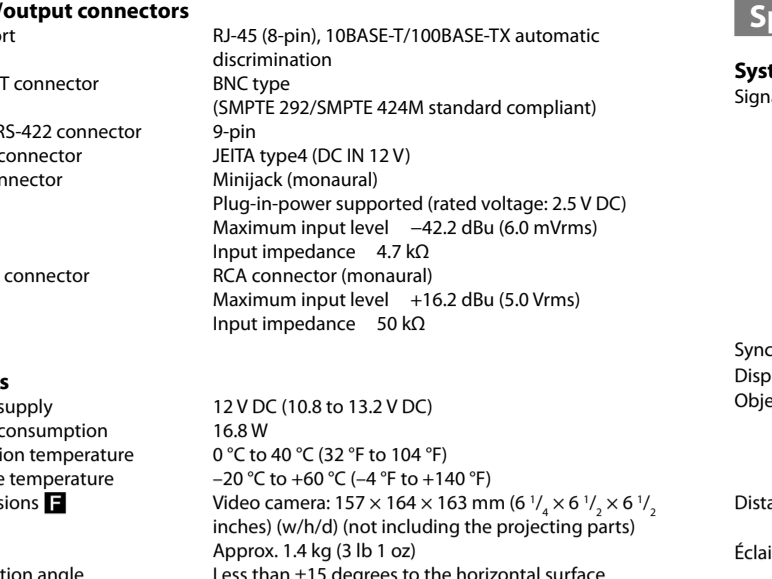 /output connectors
rt RJ-45 (8-pin), 10BASE-T/100BASE-TX automatic
discrimination
T connector BNC type
(SMPTE 292/SMPTE 424M standard compliant)
RS-422 connector 9-pin
connector JEITA type4 (DC IN 12 V)
nnector Minijack (monaural)
Plug-in-power supported (rated voltage: 2.5 V DC)
Maximum input level −42.2 dBu (6.0 mVrms)
Input impedance 4.7 kΩ
connector RCA connector (monaural)
Maximum input level +16.2 dBu (5.0 Vrms)
Input impedance 50 kΩ
s
supply 12 V DC (10.8 to 13.2 V DC)
consumption 16.8 W
ion temperature 0 °C to 40 °C (32 °F to 104 °F)
e temperature –20 °C to +60 °C (–4 °F to +140 °F)
sions F Video camera: 157 × 164 × 163 mm (6 1/4 × 6 1/2 × 6 1/2
inches) (w/h/d) (not including the projecting parts)
Approx. 1.4 kg (3 lb 1 oz)
tion angle Less than ±15 degrees to the horizontal surface
Sp
Syst
Signa
Sync
Disp
Obje
Dista
Éclai